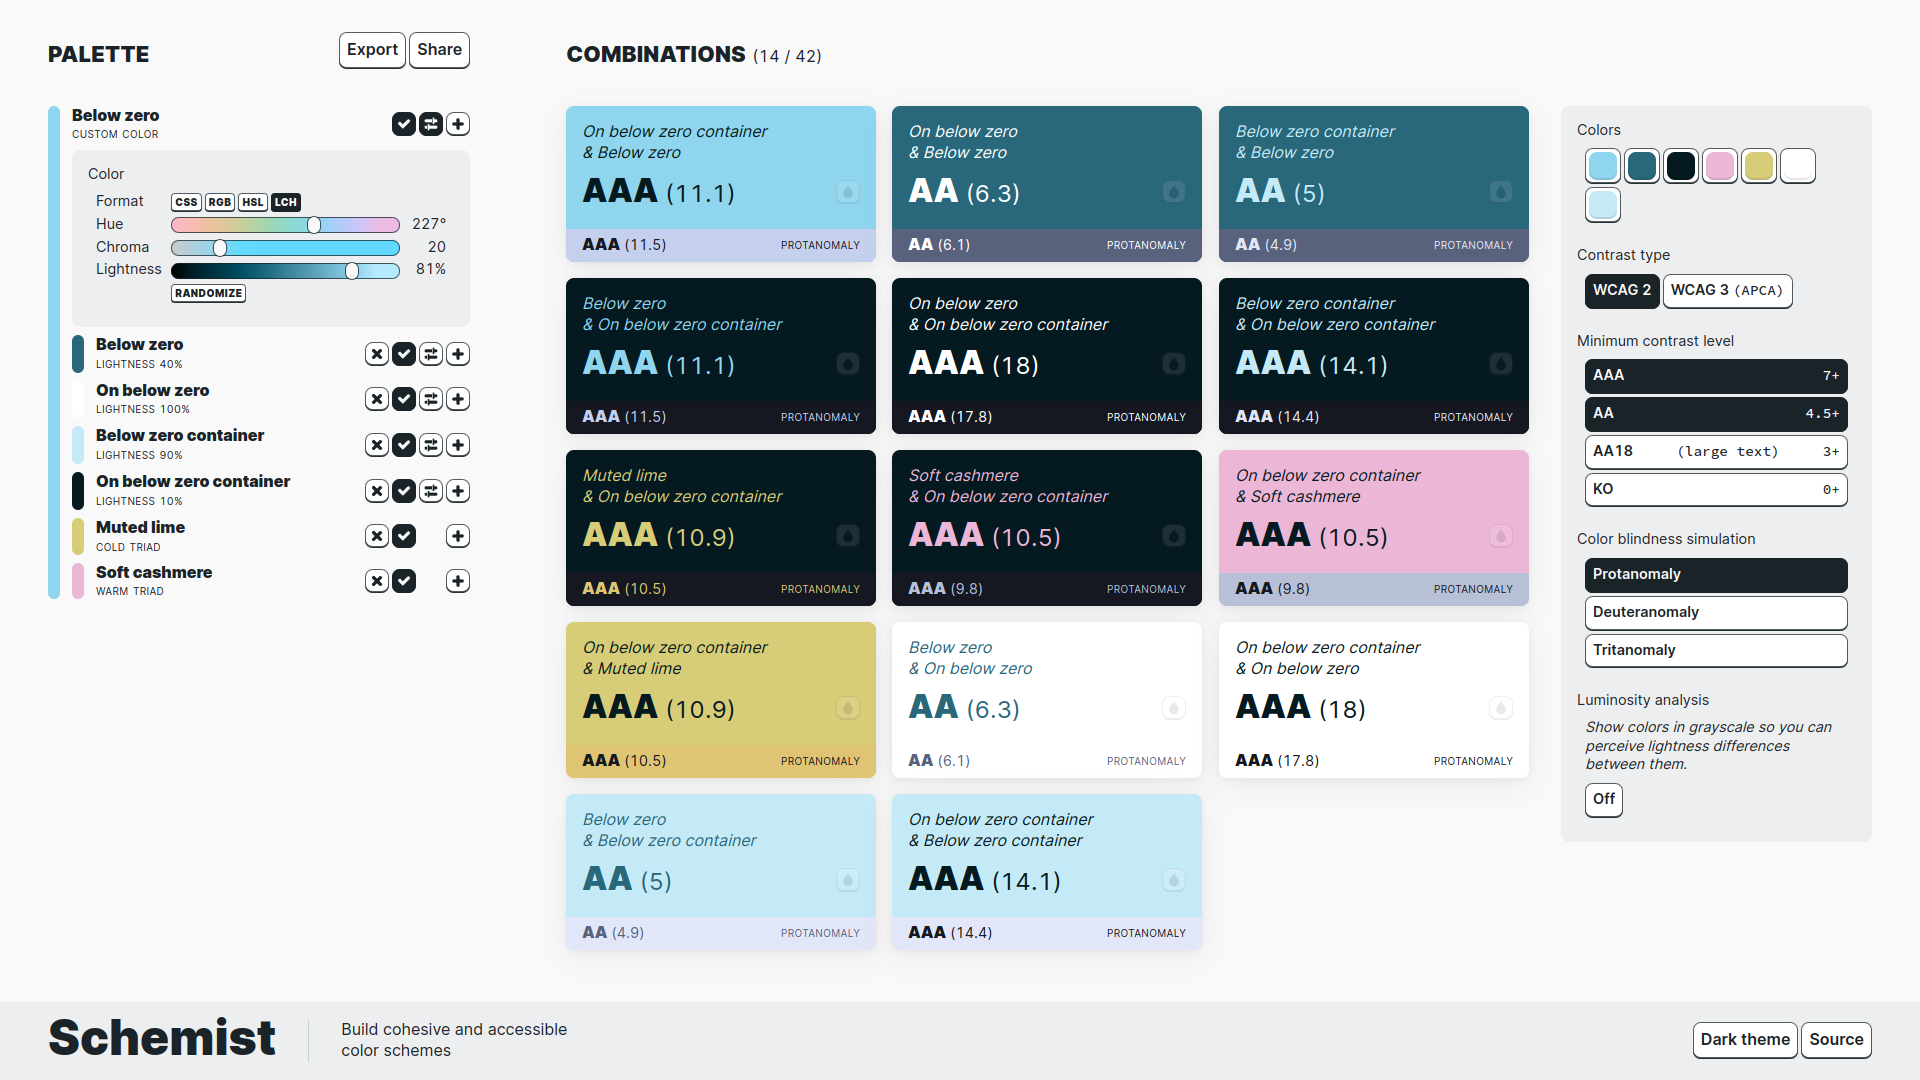 PALETTE
Export
Share
Below zero
CUSTOM COLOR
Color
Format CSS RGB HSL LCH
Hue 227°
Chroma 20
Lightness 81%
RANDOMIZE
Below zero
LIGHTNESS 40%
On below zero
LIGHTNESS 100%
Below zero container
LIGHTNESS 90%
On below zero container
LIGHTNESS 10%
Muted lime
COLD TRIAD
Soft cashmere
WARM TRIAD
COMBINATIONS (14 / 42)
On below zero container
& Below zero
AAA (11.1)
AAA (11.5) PROTANOMALY
On below zero
& Below zero
AA (6.3)
AA (6.1) PROTANOMALY
Below zero container
& Below zero
AA (5)
AA (4.9) PROTANOMALY
Below zero
& On below zero container
AAA (11.1)
AAA (11.5) PROTANOMALY
On below zero
& On below zero container
AAA (18)
AAA (17.8) PROTANOMALY
Below zero container
& On below zero container
AAA (14.1)
AAA (14.4) PROTANOMALY
Muted lime
& On below zero container
AAA (10.9)
AAA (10.5) PROTANOMALY
Soft cashmere
& On below zero container
AAA (10.5)
AAA (9.8) PROTANOMALY
On below zero container
& Soft cashmere
AAA (10.5)
AAA (9.8) PROTANOMALY
On below zero container
& Muted lime
AAA (10.9)
AAA (10.5) PROTANOMALY
Below zero
& On below zero
AA (6.3)
AA (6.1) PROTANOMALY
On below zero container
& On below zero
AAA (18)
AAA (17.8) PROTANOMALY
Below zero
& Below zero container
AA (5)
AA (4.9) PROTANOMALY
On below zero container
& Below zero container
AAA (14.1)
AAA (14.4) PROTANOMALY
Colors
Contrast type
WCAG 2
WCAG 3 (APCA)
Minimum contrast level
AAA 7+
AA 4.5+
AA18 (large text) 3+
KO 0+
Color blindness simulation
Protanomaly
Deuteranomaly
Tritanomaly
Luminosity analysis
Show colors in grayscale so you can
perceive lightness differences
between them.
Off
Schemist
Build cohesive and accessible
color schemes
Dark theme
Source